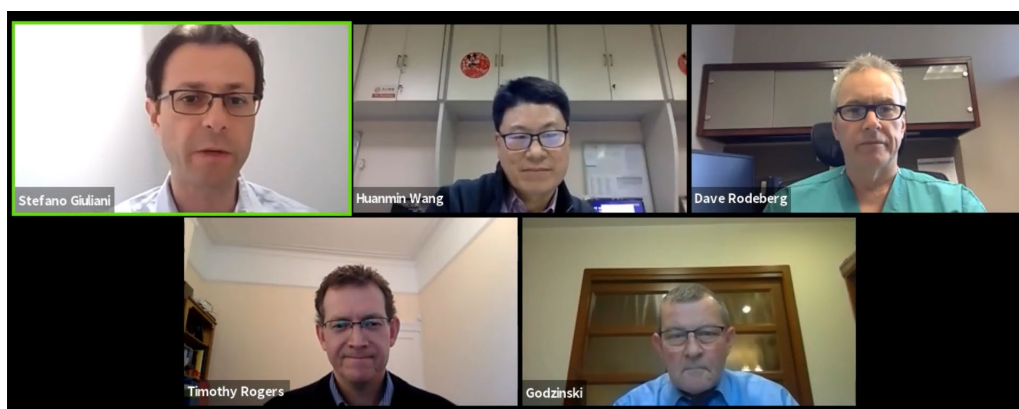 Stefano Giuliani
Huanmin Wang
Dave Rodeberg
Timothy Rogers
Godzinski